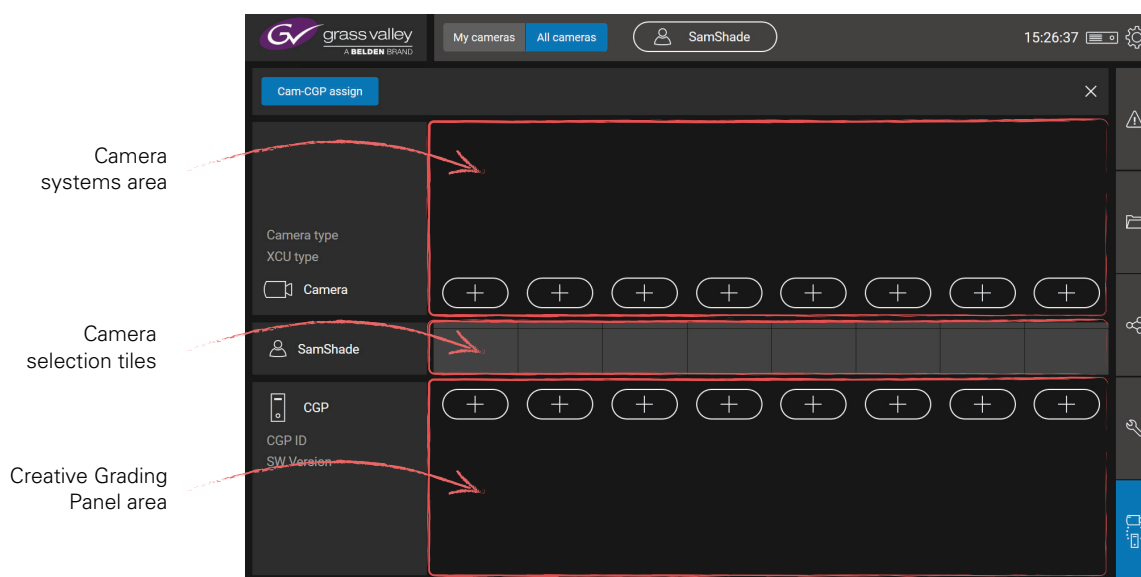 GV grass valley
A BELDEN BRAND
My cameras
All cameras
SamShade
15:26:37
Cam-CGP assign
Camera
systems area
Camera type
XCU type
Camera
Camera
selection tiles
SamShade
CGP
CGP ID
SW Version
Creative Grading
Panel area